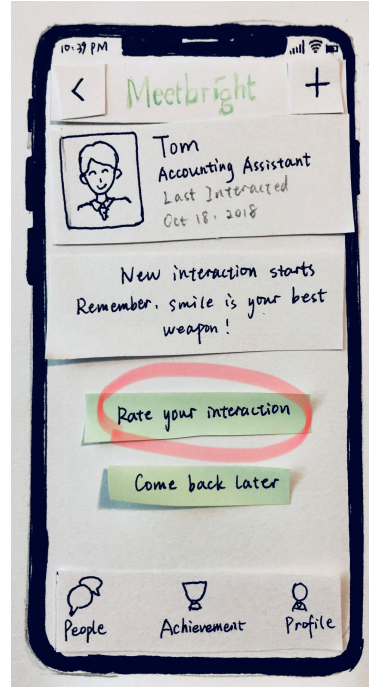 10:39 PM
<
Meetbright
+
Tom
Accounting Assistant
Last Interacted
Oct 18, 2018
New interaction starts
Remember, smile is your best
weapon!
Rate your interaction
Come back later
People
Achievement
Profile